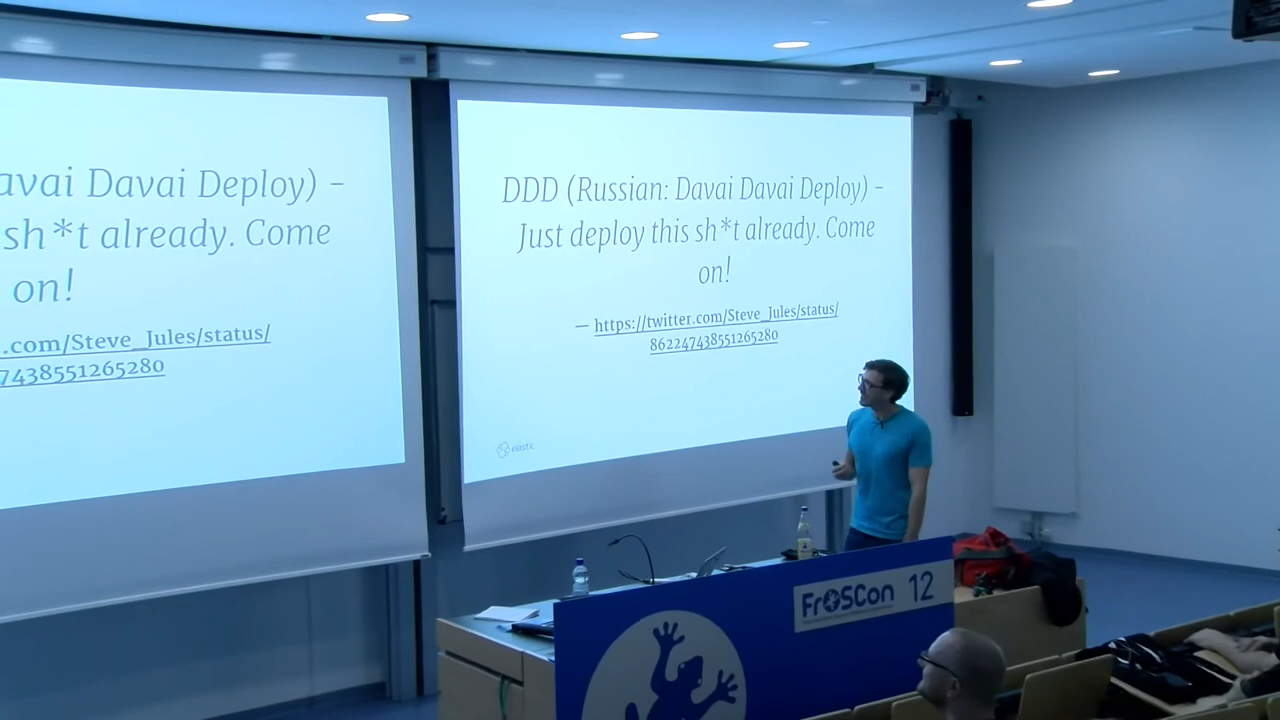 avai Davai Deploy) –
sh*t already. Come
on!
.com/Steve_Jules/status/
7438551265280
DDD (Russian: Davai Davai Deploy) –
Just deploy this sh*t already. Come
on!
— https://twitter.com/Steve_Jules/status/
862247438551265280
elastic
FrOSCon 12